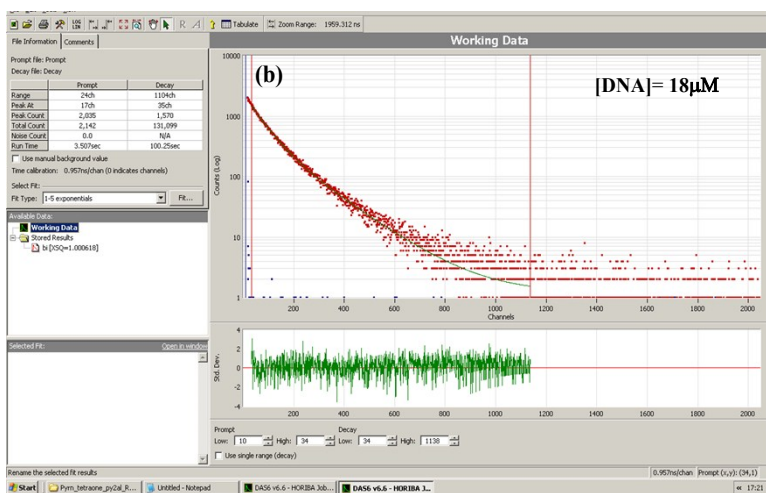 LOG LIN R A Tabulate Zoom Range: 1959.312 ns
File Information Comments
Prompt file: Prompt
Decay file: Decay
Prompt Decay
Range 24ch 1104ch
Peak At 17ch 35ch
Peak Count 2,035 1,570
Total Count 2,142 131,099
Noise Count 0.0 N/A
Run Time 3.507sec 100.25sec
Use manual background value
Time calibration: 0.957ns/chan (0 indicates channels)
Select Fit:
Fit Type: 1-5 exponentials Fit...
Available Data:
Working Data
Stored Results
bi [XSQ=1.000618]
Selected Fit: Open in window
Working Data
(b)
[DNA]= 18μM
Counts (Log)
10000
1000
100
10
1
200 400 600 800 1000 1200 1400 1600 1800 2000
Channels
Std. Dev.
4
2
0
-2
-4
200 400 600 800 1000 1200 1400 1600 1800 2000
Prompt Decay
Low: 10 High: 34 Low: 34 High: 1138
Use single range (decay)
Rename the selected fit results 0.957ns/chan Prompt (x,y): (34,1)
Start Pyrn_tetraone_py2al_R... Untitled - Notepad DAS6 v6.6 - HORIBA Job... DAS6 v6.6 - HORIBA J... « 17:21